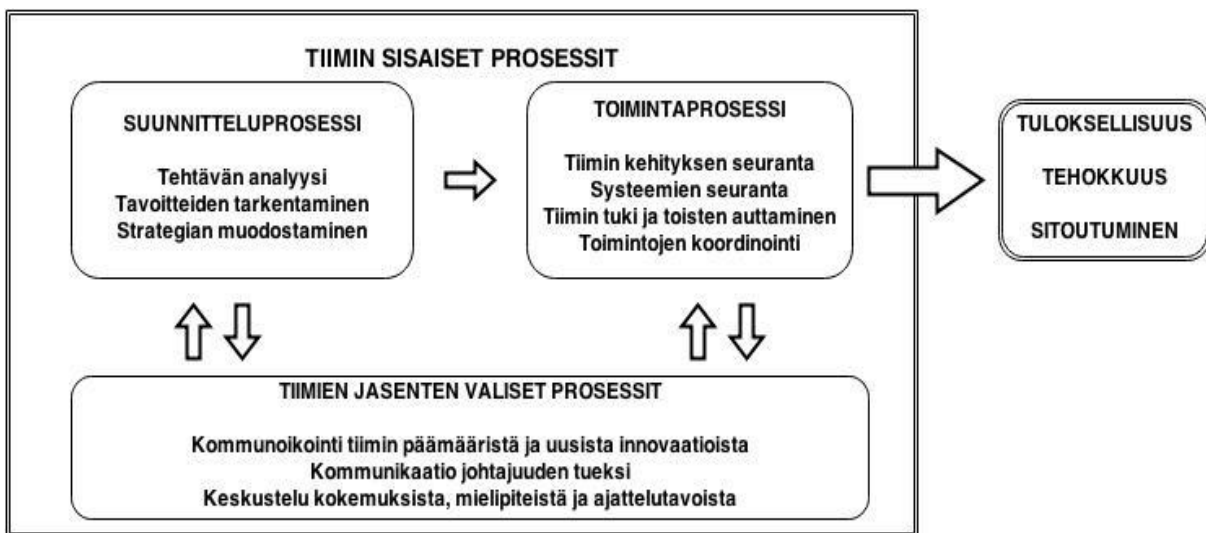 TIIMIN SISAISET PROSESSIT
SUUNNITTELUPROSESSI
Tehtävän analyysi
Tavoitteiden tarkentaminen
Strategian muodostaminen
TOIMINTAPROSESSI
Tiimin kehityksen seuranta
Systeemien seuranta
Tiimin tuki ja toisten auttaminen
Toimintojen koordinointi
TULOKSELLISUUS
TEHOKKUUS
SITOUTUMINEN
TIIMIEN JASENTEN VALISET PROSESSIT
Kommunoikointi tiimin päämääristä ja uusista innovaatioista
Kommunikaatio johtajuuden tueksi
Keskustelu kokemuksista, mielipiteistä ja ajattelutavoista